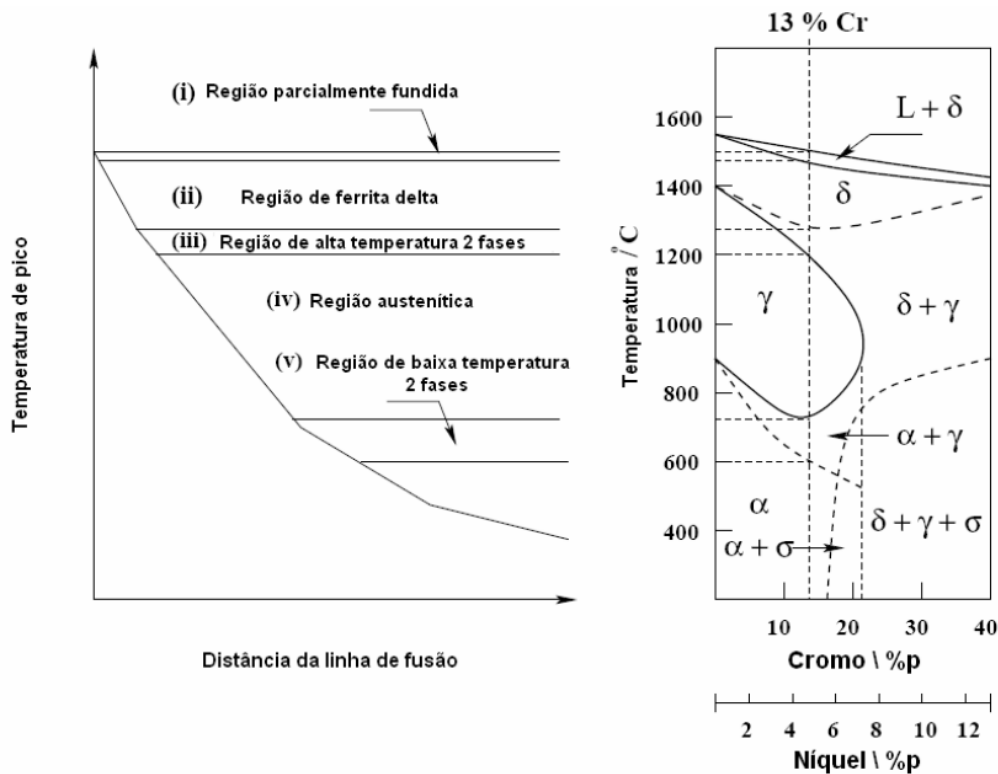 13 % Cr
(i) Região parcialmente fundida
(ii) Região de ferrita delta
(iii) Região de alta temperatura 2 fases
(iv) Região austenítica
(v) Região de baixa temperatura
2 fases
Temperatura de pico
Distância da linha de fusão
Temperatura /°C
1600
1400
1200
1000
800
600
400
L + δ
δ
γ
δ + γ
α + γ
α
α + σ
δ + γ + σ
10 20 30 40
Cromo \ %p
2 4 6 8 10 12
Níquel \ %p